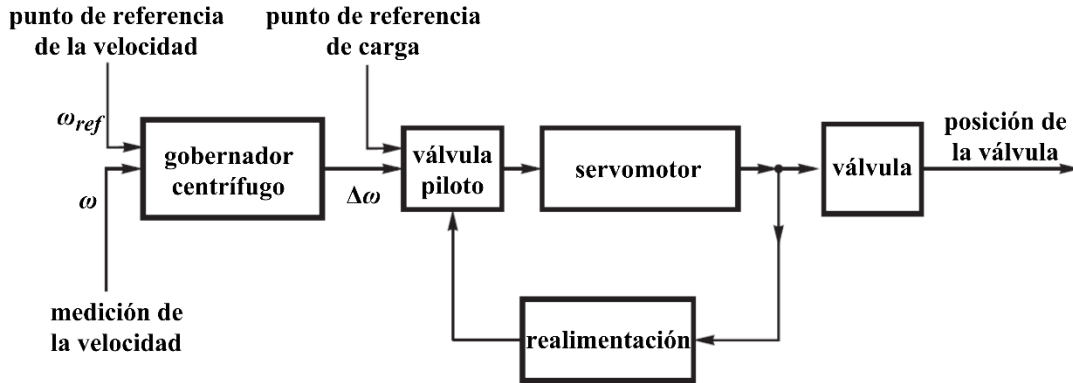 punto de referencia
de la velocidad
punto de referencia
de carga
ω_ref
ω
gobernador
centrífugo
Δω
válvula
piloto
servomotor
válvula
posición de
la válvula
medición de
la velocidad
realimentación